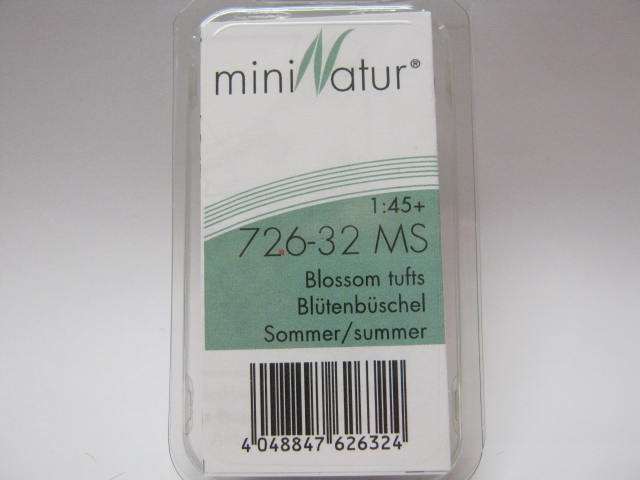 miniNatur®
1:45+
726-32 MS
Blossom tufts
Blütenbüschel
Sommer/summer
4 048847 626324